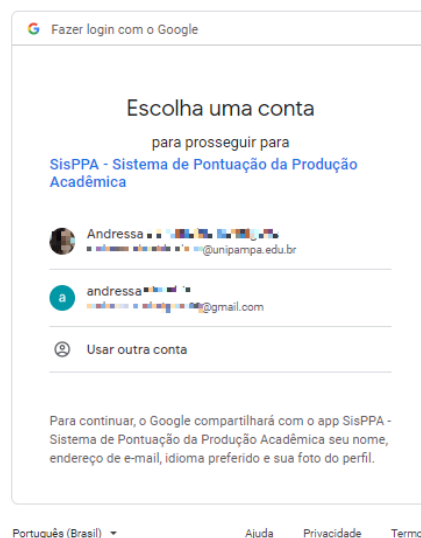 Fazer login com o Google
Escolha uma conta
para prosseguir para
SisPPA - Sistema de Pontuação da Produção
Acadêmica
Andressa
@unipampa.edu.br
a
andressa
@gmail.com
Usar outra conta
Para continuar, o Google compartilhará com o app SisPPA -
Sistema de Pontuação da Produção Acadêmica seu nome,
endereço de e-mail, idioma preferido e sua foto do perfil.
Português (Brasil) Ajuda Privacidade Termo